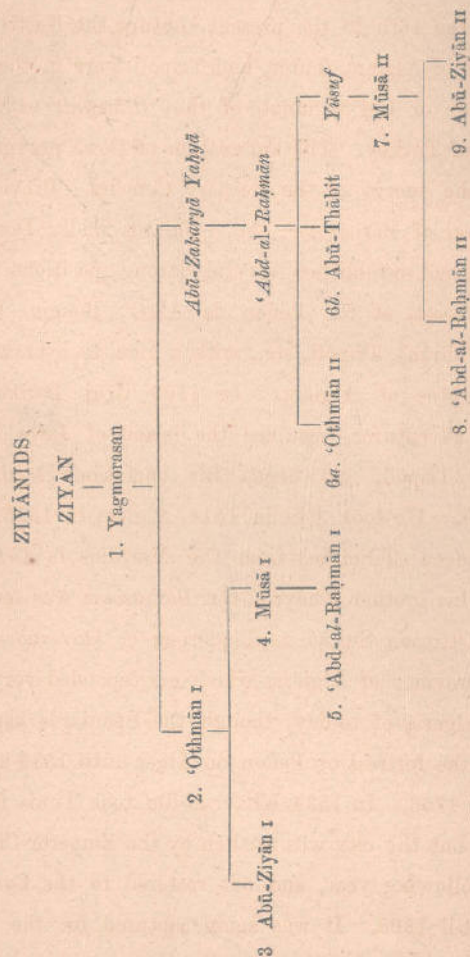 ZIYĀNIDS
ZIYĀN
1. Yagmorasan
2. ‘Othmān I
Abū-Zakaryā Yaḥyā
3 Abū-Ziyān I
4. Mūsā I
‘Abd-al-Raḥmān
5. ‘Abd-al-Raḥmān I
6a. ‘Othmān II
6b. Abū-Thābit
Yūsuf
7. Mūsā II
8. ‘Abd-al-Raḥmān II
9. Abū-Ziyān II